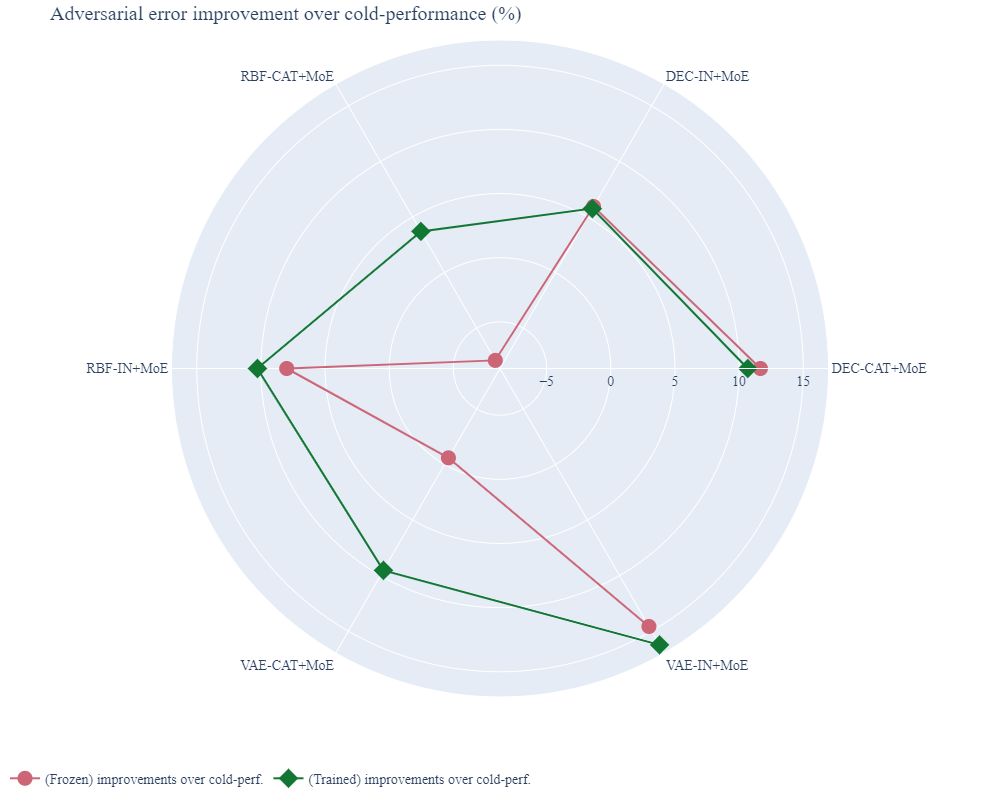 Adversarial error improvement over cold-performance (%)
RBF-CAT+MoE
DEC-IN+MoE
RBF-IN+MoE
DEC-CAT+MoE
−5
0
5
10
15
VAE-CAT+MoE
VAE-IN+MoE
(Frozen) improvements over cold-perf.
(Trained) improvements over cold-perf.